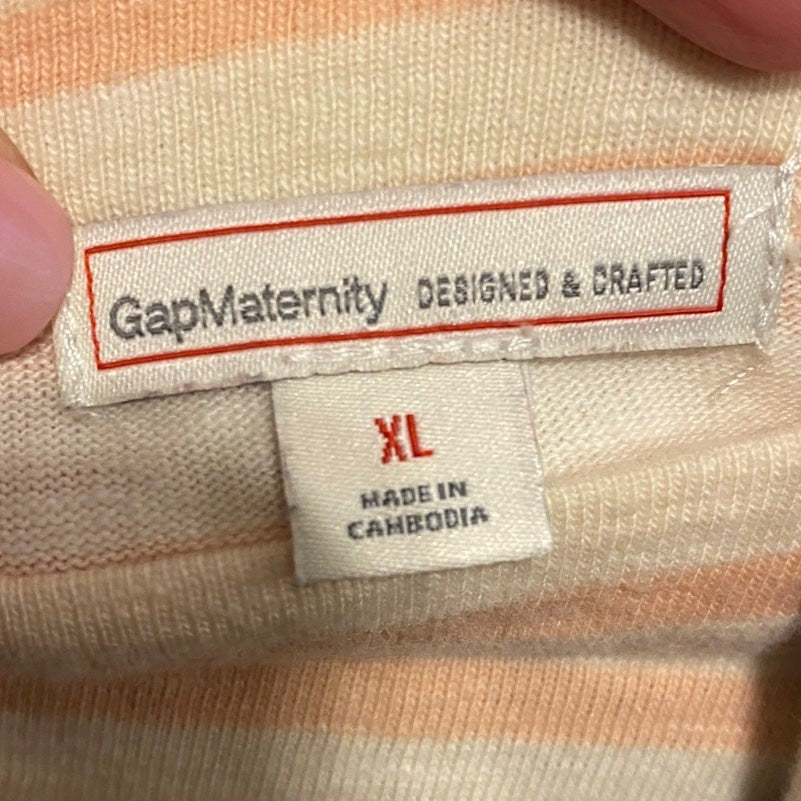 GapMaternity DESIGNED & CRAFTED
XL
MADE IN
CAMBODIA